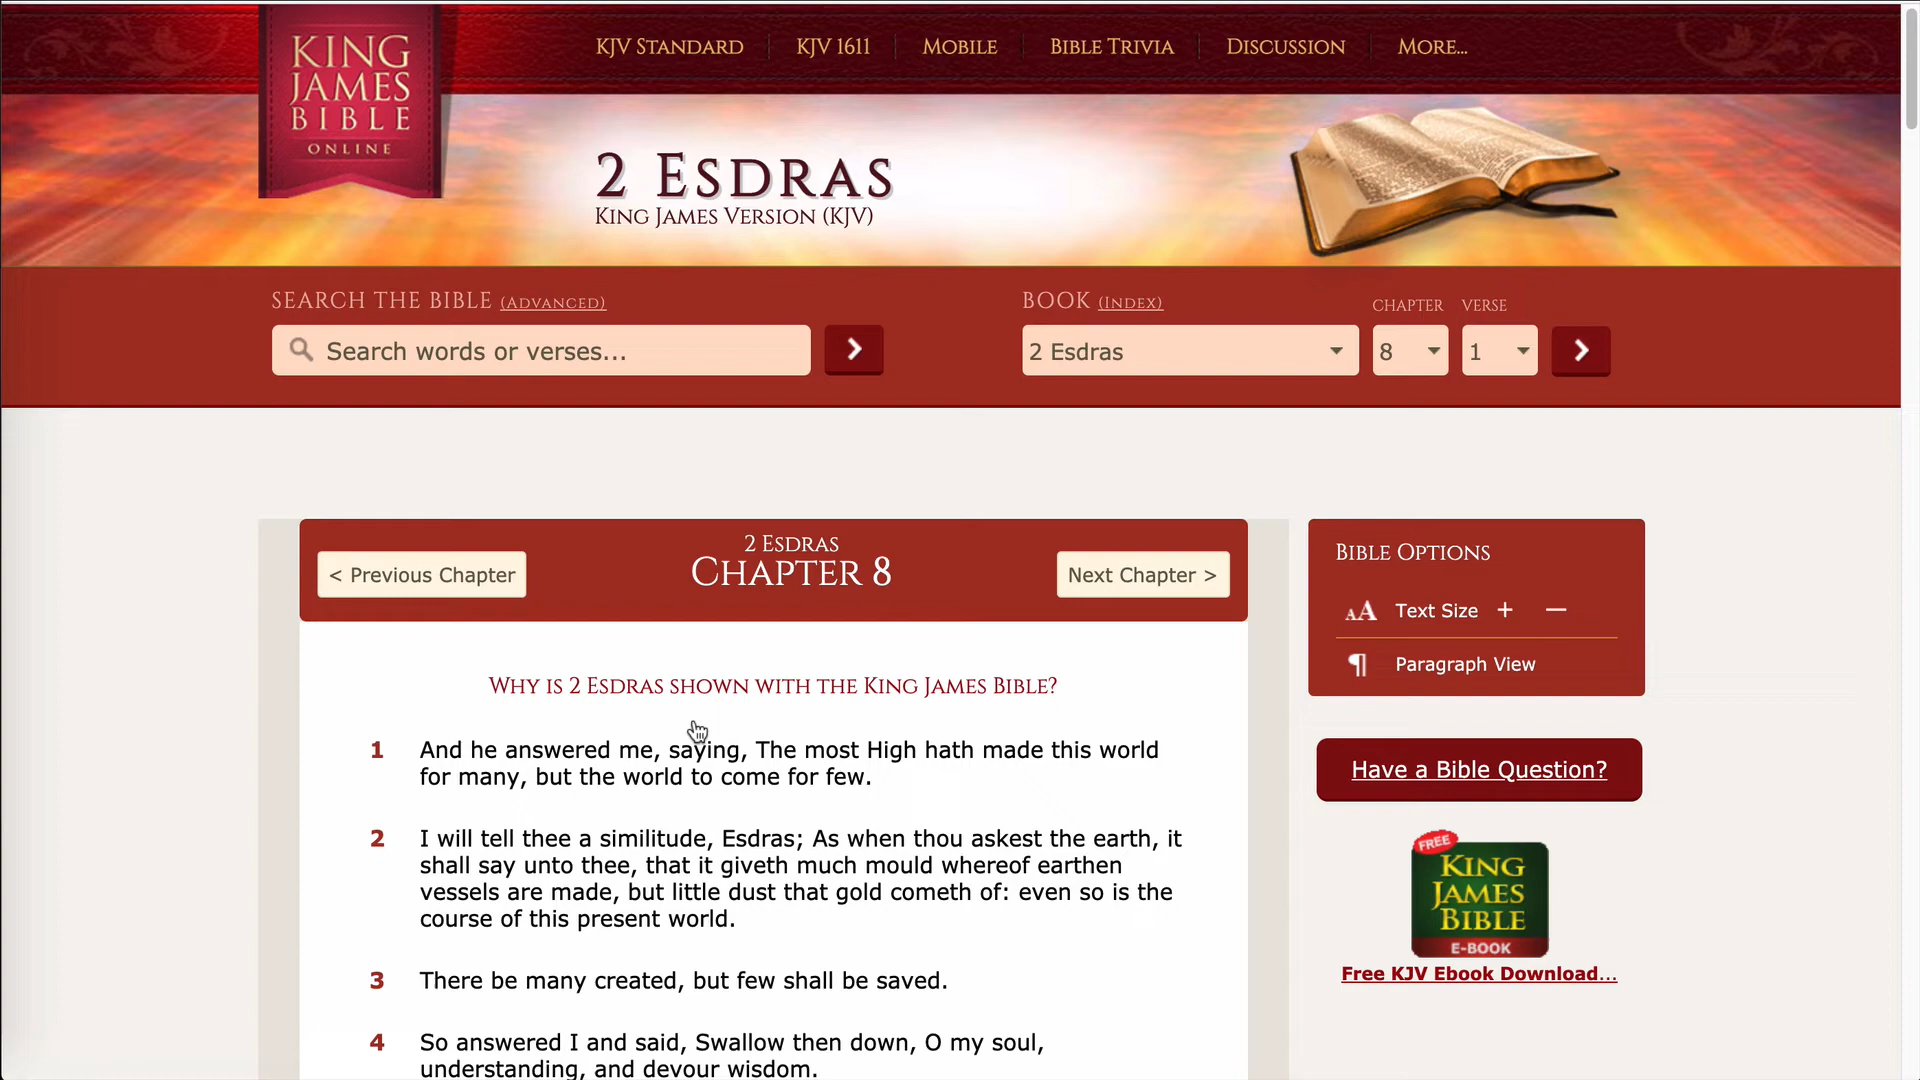 KING
JAMES
BIBLE
ONLINE
KJV STANDARD
KJV 1611
MOBILE
BIBLE TRIVIA
DISCUSSION
MORE...
2 ESDRAS
KING JAMES VERSION (KJV)
SEARCH THE BIBLE (ADVANCED)
Search words or verses...
BOOK (INDEX)
CHAPTER
VERSE
2 Esdras
8
1
2 ESDRAS
CHAPTER 8
< Previous Chapter
Next Chapter >
WHY IS 2 ESDRAS SHOWN WITH THE KING JAMES BIBLE?
1 And he answered me, saying, The most High hath made this world
for many, but the world to come for few.
2 I will tell thee a similitude, Esdras; As when thou askest the earth, it
shall say unto thee, that it giveth much mould whereof earthen
vessels are made, but little dust that gold cometh of: even so is the
course of this present world.
3 There be many created, but few shall be saved.
4 So answered I and said, Swallow then down, O my soul,
understanding, and devour wisdom.
BIBLE OPTIONS
AA Text Size + —
¶ Paragraph View
Have a Bible Question?
FREE
KING
JAMES
BIBLE
E-BOOK
Free KJV Ebook Download...